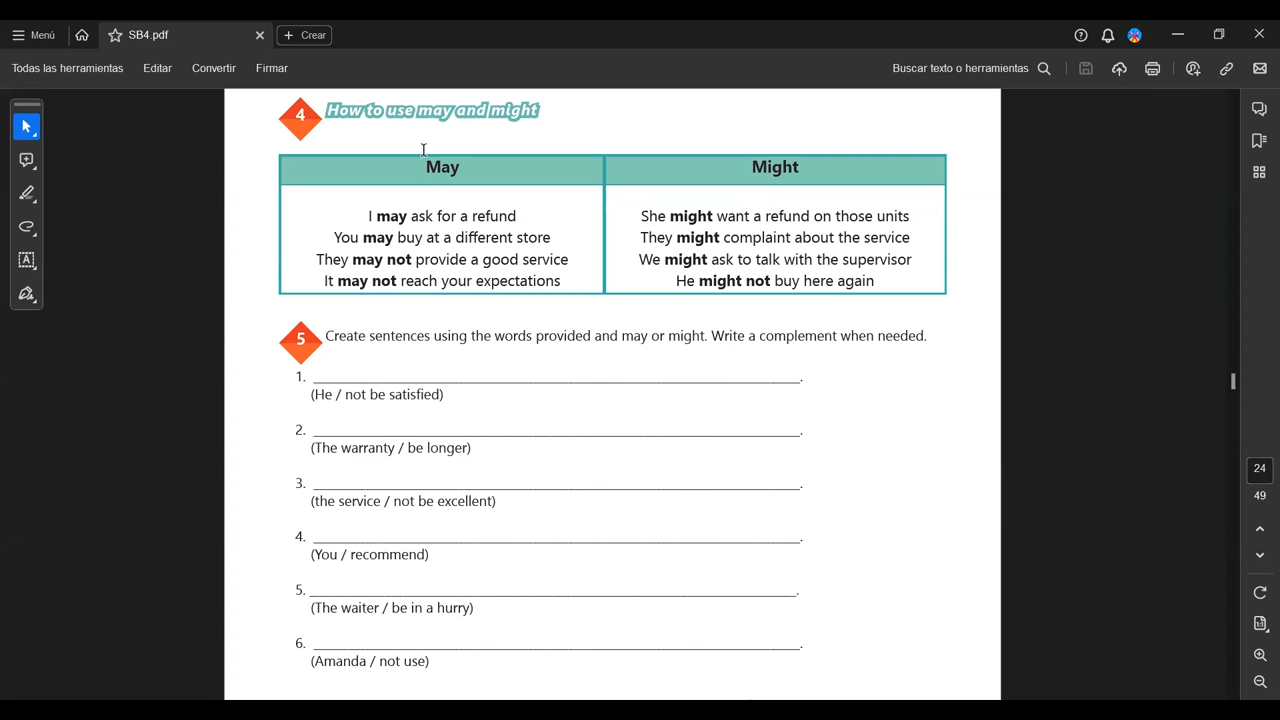 Menú
SB4.pdf
Crear
Todas las herramientas
Editar
Convertir
Firmar
Buscar texto o herramientas
4
How to use may and might
May
Might
I may ask for a refund
You may buy at a different store
They may not provide a good service
It may not reach your expectations
She might want a refund on those units
They might complaint about the service
We might ask to talk with the supervisor
He might not buy here again
5
Create sentences using the words provided and may or might. Write a complement when needed.
1. ______________________________.
(He / not be satisfied)
2. ______________________________.
(The warranty / be longer)
3. ______________________________.
(the service / not be excellent)
4. ______________________________.
(You / recommend)
5. ______________________________.
(The waiter / be in a hurry)
6. ______________________________.
(Amanda / not use)
24
49